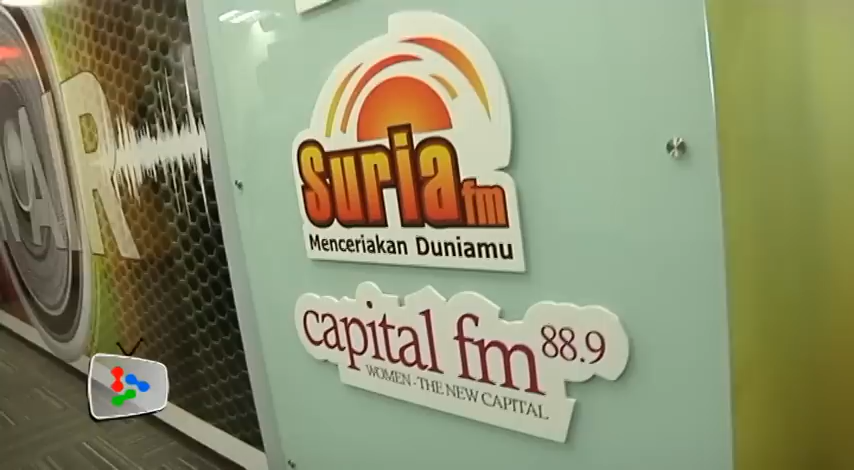 Suria fm
Menceriakan Duniamu
capital fm 88.9
WOMEN - THE NEW CAPITAL